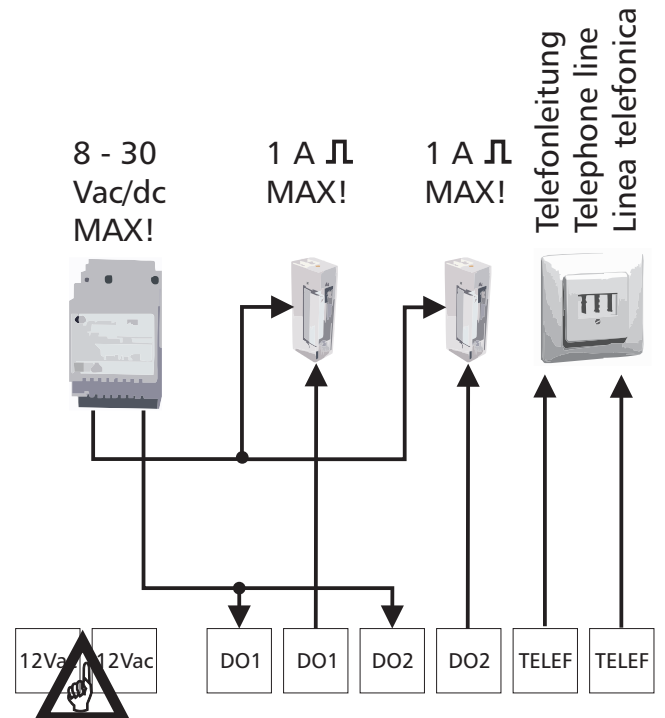 Telefonleitung
Telephone line
Linea telefonica
8 - 30
Vac/dc
MAX!
1 A
MAX!
1 A
MAX!
12Vac
12Vac
DO1
DO1
DO2
DO2
TELEF
TELEF